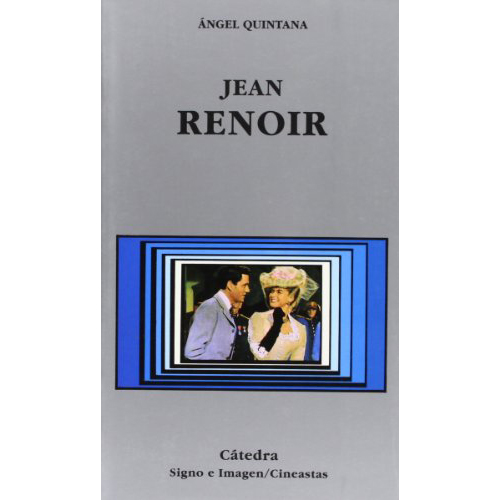 ÁNGEL QUINTANA
JEAN
RENOIR
Cátedra
Signo e Imagen/Cineastas